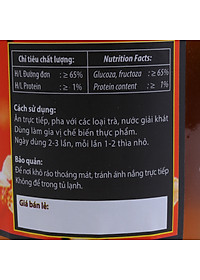 Chỉ tiêu chất lượng: Nutrition Facts:
H/L Đường đơn : ≥ 65% Glucoza, fructoza : ≥ 65%
H/L Protein : ≥ 1% Protein content : ≥ 1%
Cách sử dụng:
Ăn trực tiếp, pha với các loại trà, nước giải khát
Dùng làm gia vị chế biến thực phẩm.
Ngày dùng 2-3 lần, mỗi lần 1-2 thìa nhỏ.
Bảo quản:
Để nơi khô ráo thoáng mát, tránh ánh nắng trực tiếp
Không để trong tủ lạnh.
Giá bán lẻ: